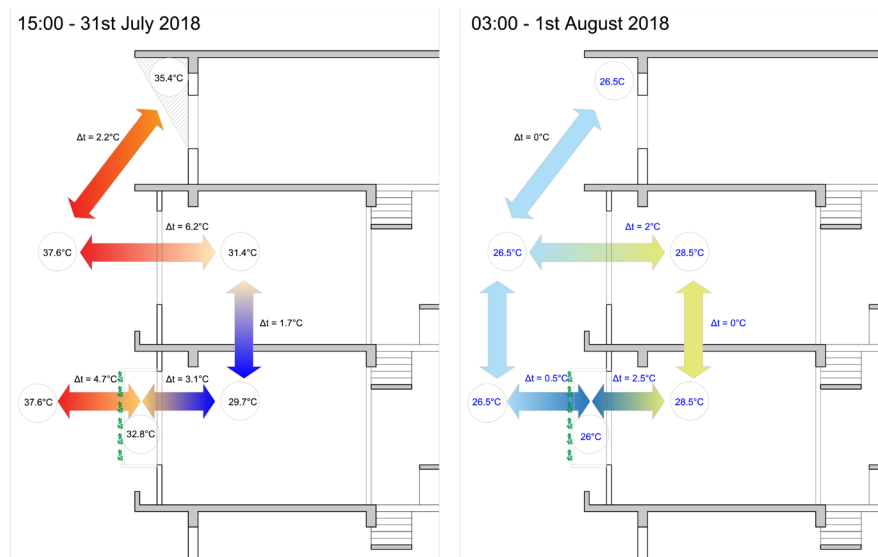 15:00 - 31st July 2018
35.4°C
Δt = 2.2°C
Δt = 6.2°C
37.6°C
31.4°C
Δt = 1.7°C
Δt = 4.7°C
Δt = 3.1°C
37.6°C
29.7°C
32.8°C
03:00 - 1st August 2018
26.5C
Δt = 0°C
Δt = 2°C
26.5°C
28.5°C
Δt = 0°C
Δt = 0.5°C
Δt = 2.5°C
26.5°C
28.5°C
26°C